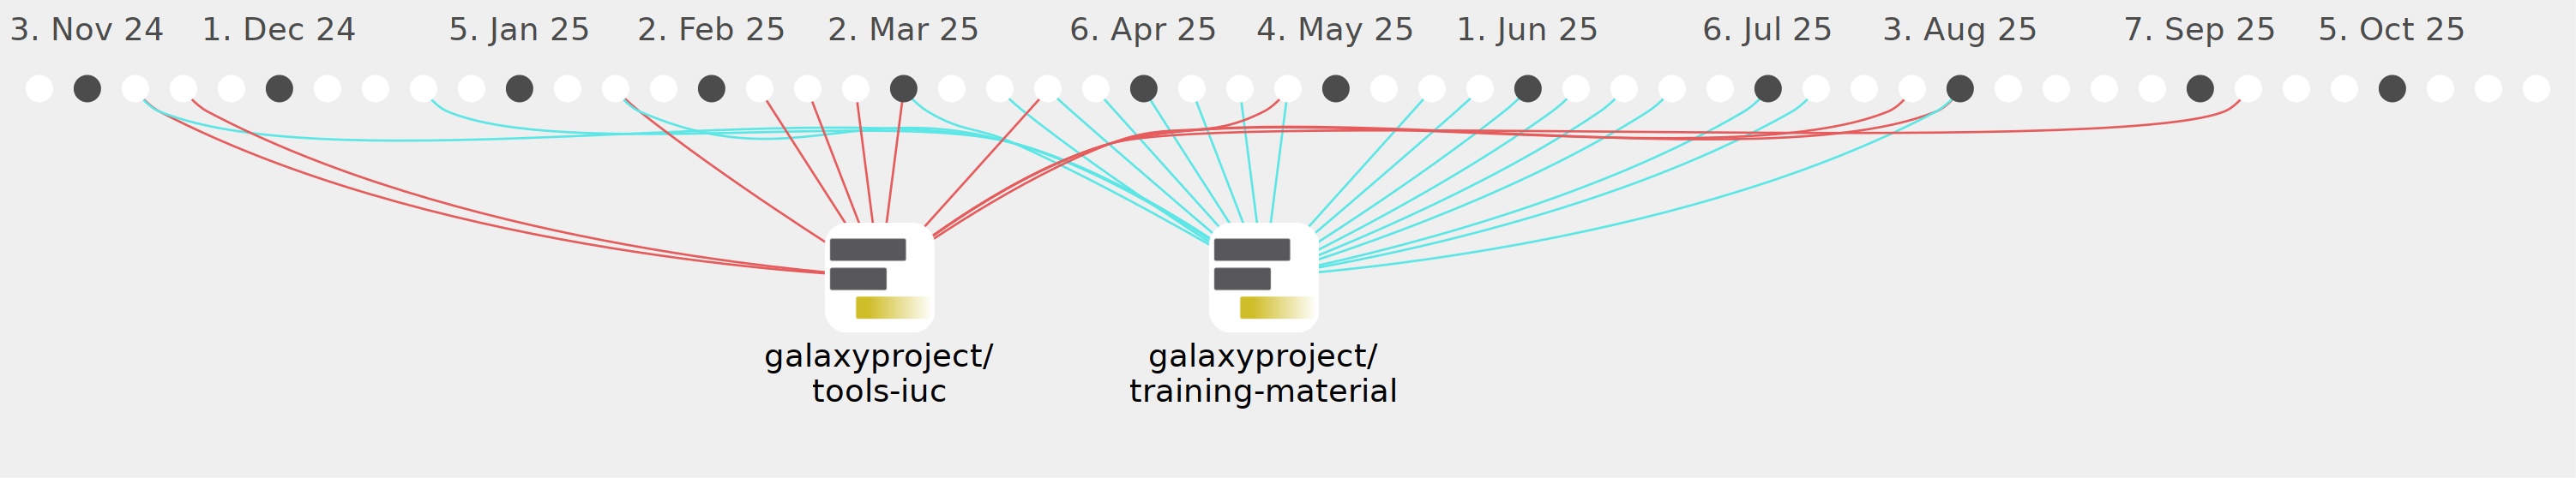 3. Nov 24 1. Dec 24 5. Jan 25 2. Feb 25 2. Mar 25 6. Apr 25 4. May 25 1. Jun 25 6. Jul 25 3. Aug 25 7. Sep 25 5. Oct 25
galaxyproject/
tools-iuc
galaxyproject/
training-material